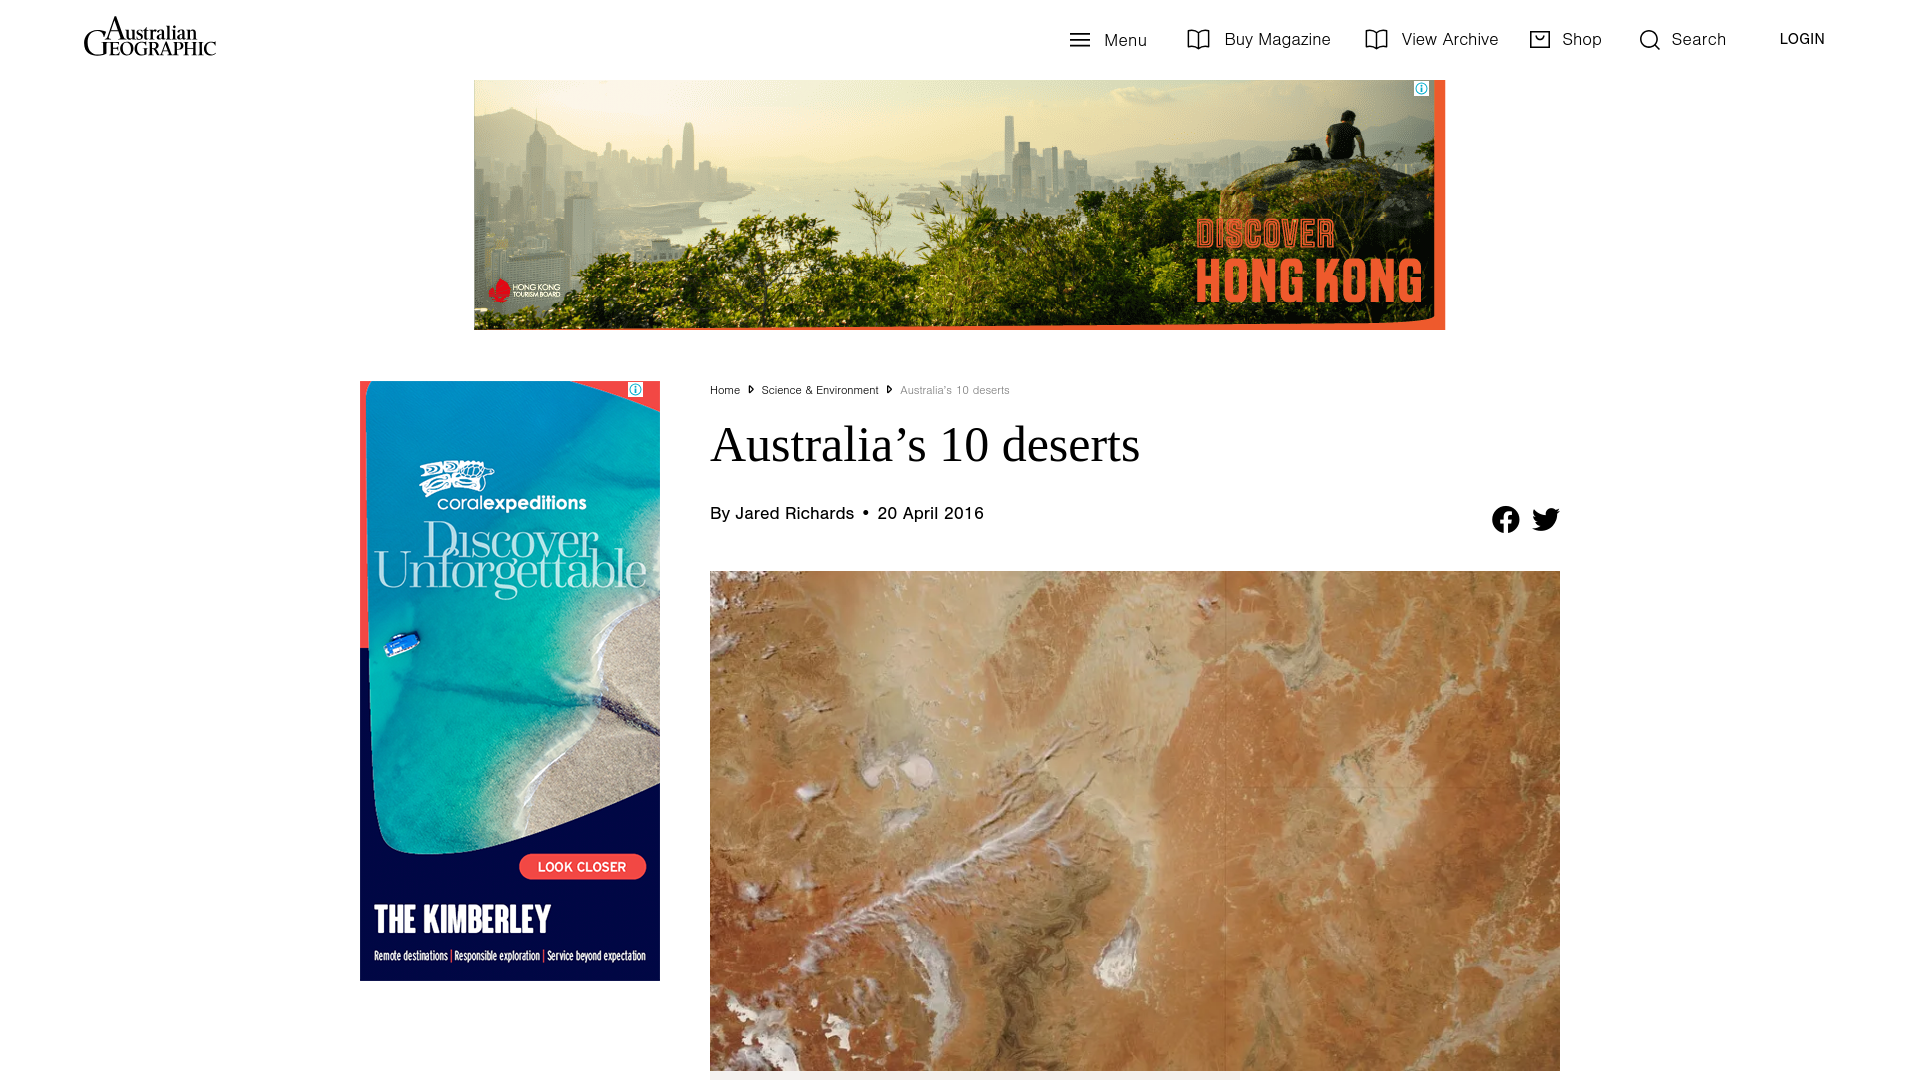 Australian
GEOGRAPHIC
Menu
Buy Magazine
View Archive
Shop
Search
LOGIN
DISCOVER
HONG KONG
HONG KONG
TOURISM BOARD
coralexpeditions
Discover
Unforgettable
LOOK CLOSER
THE KIMBERLEY
Remote destinations | Responsible exploration | Service beyond expectation
Home Science & Environment Australia's 10 deserts
Australia’s 10 deserts
By Jared Richards • 20 April 2016